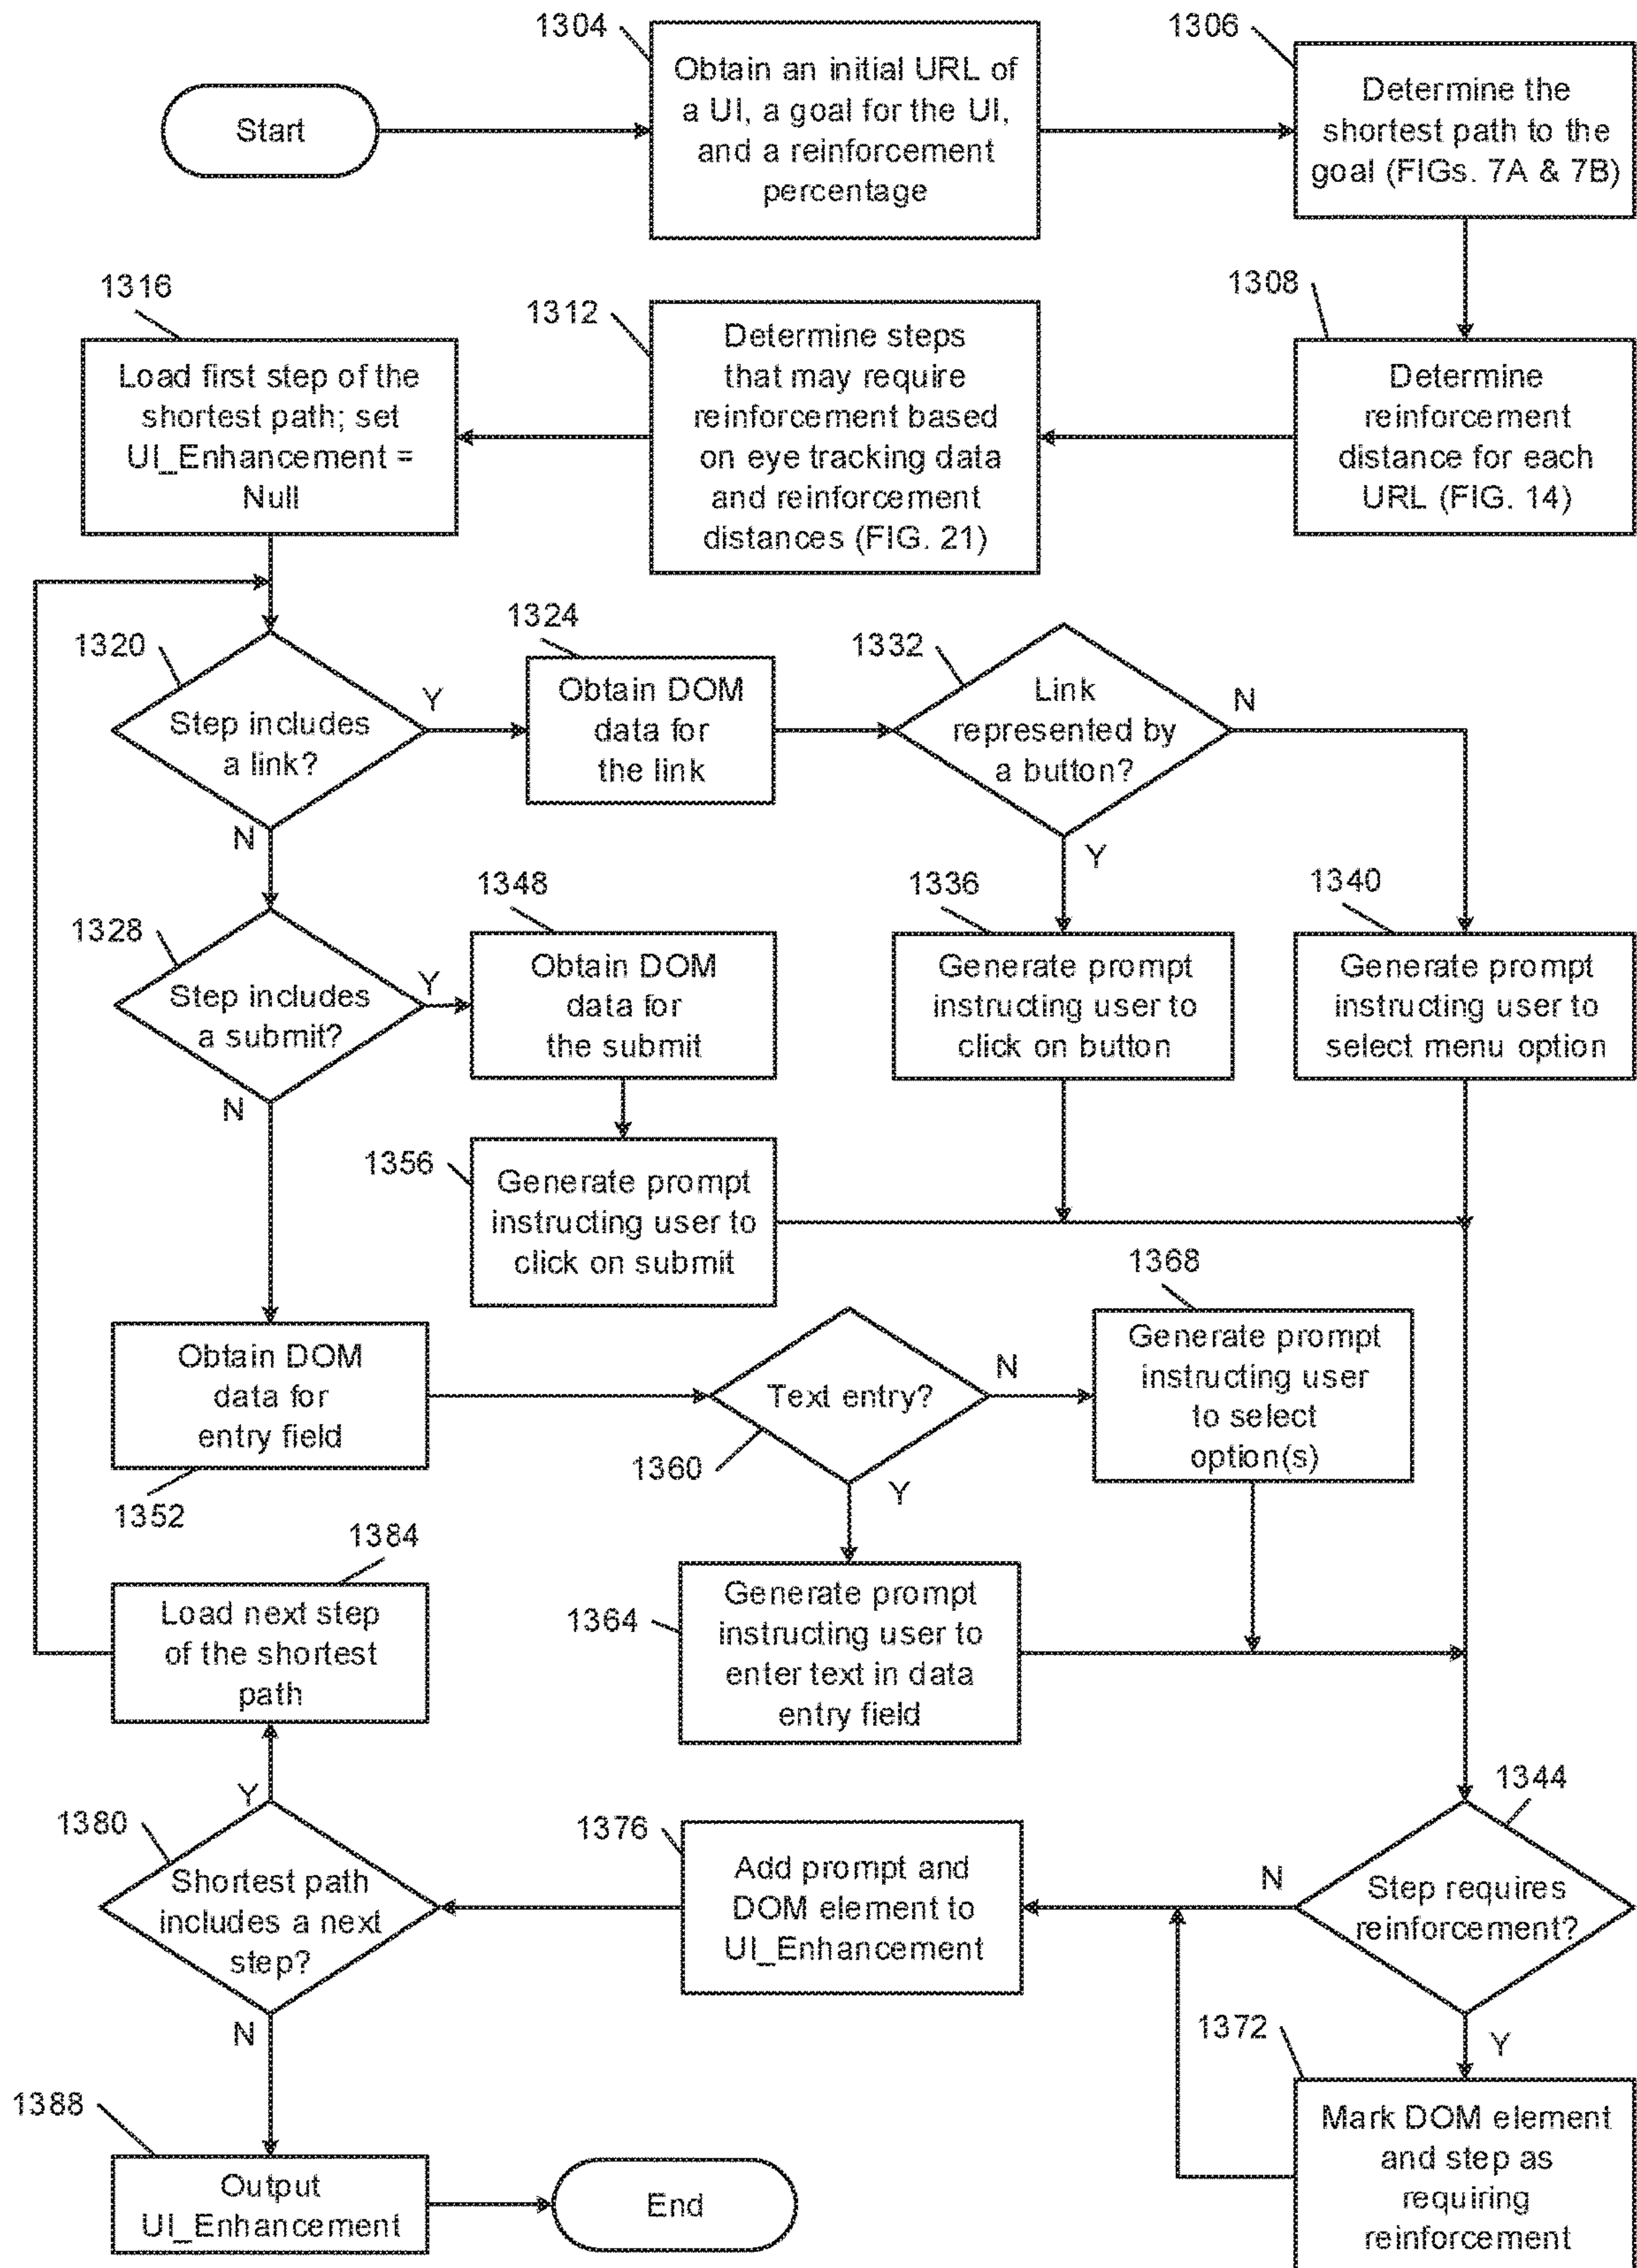 1304
Obtain an initial URL of
a UI, a goal for the UI,
and a reinforcement
percentage
1306
Determine the
shortest path to the
goal (FIGs. 7A & 7B)
Start
1316
Load first step of the
shortest path; set
UI_Enhancement =
Null
1312
Determine steps
that may require
reinforcement based
on eye tracking data
and reinforcement
distances (FIG. 21)
1308
Determine
reinforcement
distance for each
URL (FIG. 14)
1320
Step includes
a link?
Y
N
1324
Obtain DOM
data for
the link
1332
Link
represented by
a button?
N
Y
1328
Step includes
a submit?
Y
N
1348
Obtain DOM
data for
the submit
1336
Generate prompt
instructing user to
click on button
1340
Generate prompt
instructing user to
select menu option
1356
Generate prompt
instructing user to
click on submit
Obtain DOM
data for
entry field
1352
Text entry?
1360
N
Y
1368
Generate prompt
instructing user
to select
option(s)
1384
Load next step
of the shortest
path
1364
Generate prompt
instructing user to
enter text in data
entry field
Y
1380
Shortest path
includes a next
step?
N
1376
Add prompt and
DOM element to
UI_Enhancement
1344
N
Step requires
reinforcement?
Y
1372
Mark DOM element
and step as
requiring
reinforcement
1388
Output
UI_Enhancement
End